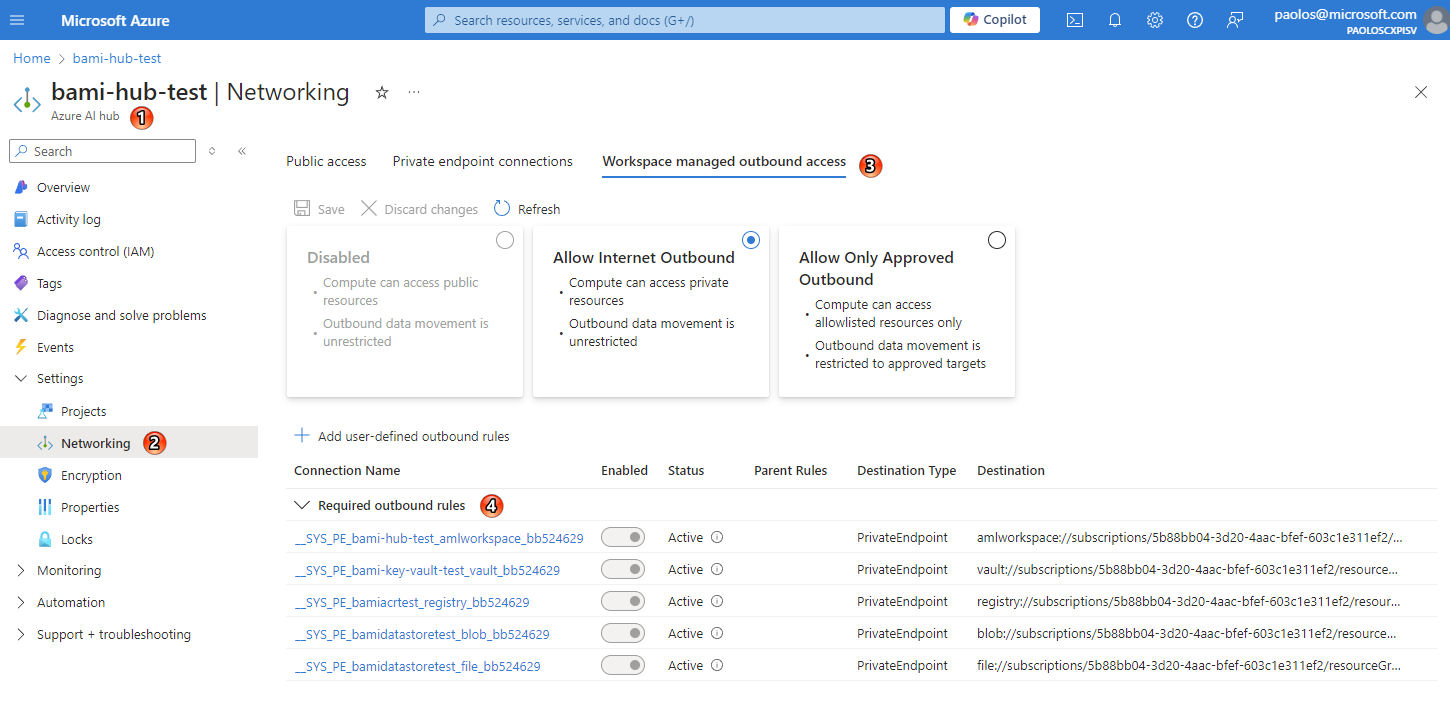 Microsoft Azure
Search resources, services, and docs (G+/)
Copilot
paolos@microsoft.com
PAOLOSCXPISV
Home > bami-hub-test
bami-hub-test | Networking
Azure AI hub
1
Search
Overview
Activity log
Access control (IAM)
Tags
Diagnose and solve problems
Events
Settings
Projects
Networking
2
Encryption
Properties
Locks
Monitoring
Automation
Support + troubleshooting
Public access
Private endpoint connections
Workspace managed outbound access
3
Save
Discard changes
Refresh
Disabled
• Compute can access public
resources
• Outbound data movement is
unrestricted
Allow Internet Outbound
• Compute can access private
resources
• Outbound data movement is
unrestricted
Allow Only Approved
Outbound
• Compute can access
allowlisted resources only
• Outbound data movement is
restricted to approved targets
+ Add user-defined outbound rules
Connection Name Enabled Status Parent Rules Destination Type Destination
Required outbound rules 4
__SYS_PE_bami-hub-test_amlworkspace_bb524629 Active PrivateEndpoint amlworkspace://subscriptions/5b88bb04-3d20-4aac-bfef-603c1e311ef2/...
__SYS_PE_bami-key-vault-test_vault_bb524629 Active PrivateEndpoint vault://subscriptions/5b88bb04-3d20-4aac-bfef-603c1e311ef2/resource...
__SYS_PE_bamiacrtest_registry_bb524629 Active PrivateEndpoint registry://subscriptions/5b88bb04-3d20-4aac-bfef-603c1e311ef2/resour...
__SYS_PE_bamidatastoretest_blob_bb524629 Active PrivateEndpoint blob://subscriptions/5b88bb04-3d20-4aac-bfef-603c1e311ef2/resource...
__SYS_PE_bamidatastoretest_file_bb524629 Active PrivateEndpoint file://subscriptions/5b88bb04-3d20-4aac-bfef-603c1e311ef2/resourceGr...